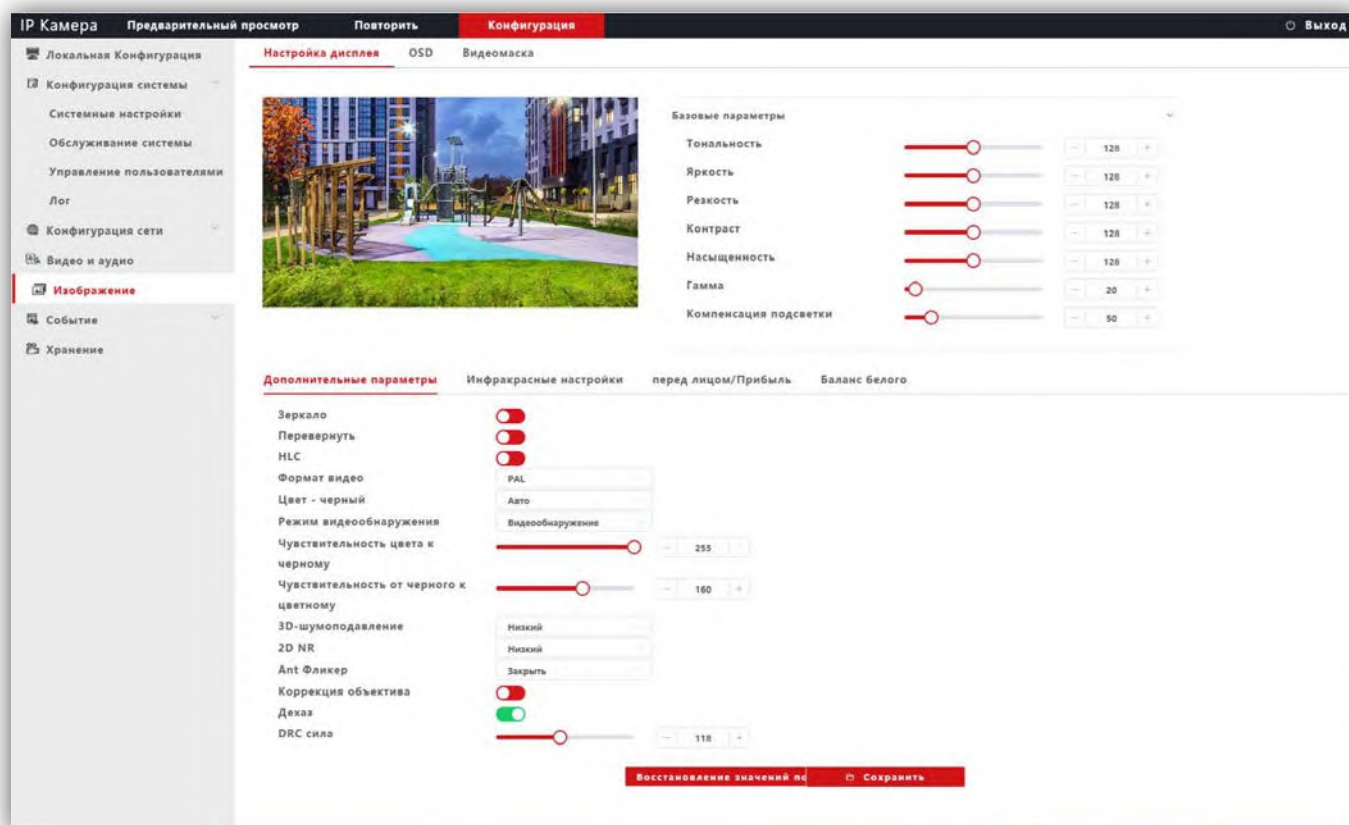 IP Камера Предварительный просмотр Повторить Конфигурация Выход
Локальная Конфигурация
Конфигурация системы
Системные настройки
Обслуживание системы
Управление пользователями
Лог
Конфигурация сети
Видео и аудио
Изображение
Событие
Хранение
Настройка дисплея OSD Видеомаска
Базовые параметры
Тональность 128
Яркость 128
Резкость 128
Контраст 128
Насыщенность 128
Гамма 20
Компенсация подсветки 50
Дополнительные параметры Инфракрасные настройки перед лицом/Прибыль Баланс белого
Зеркало
Перевернуть
HLC
Формат видео PAL
Цвет - черный Авто
Режим видеообнаружения Видеообнаружение
Чувствительность цвета к
черному 255
Чувствительность от черного к
цветному 160
3D-шумоподавление Низкий
2D NR Низкий
Ant Фликер Закрыть
Коррекция объектива
Дехаз
DRC сила 118
Восстановление значений по Сохранить